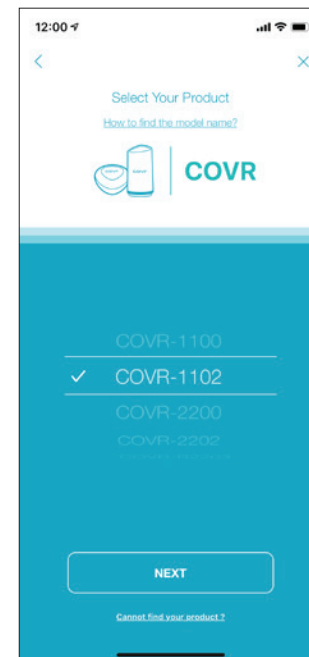 12:00
Select Your Product
How to find the model name?
COVR
COVR-1100
COVR-1102
COVR-2200
COVR-2202
NEXT
Cannot find your product ?